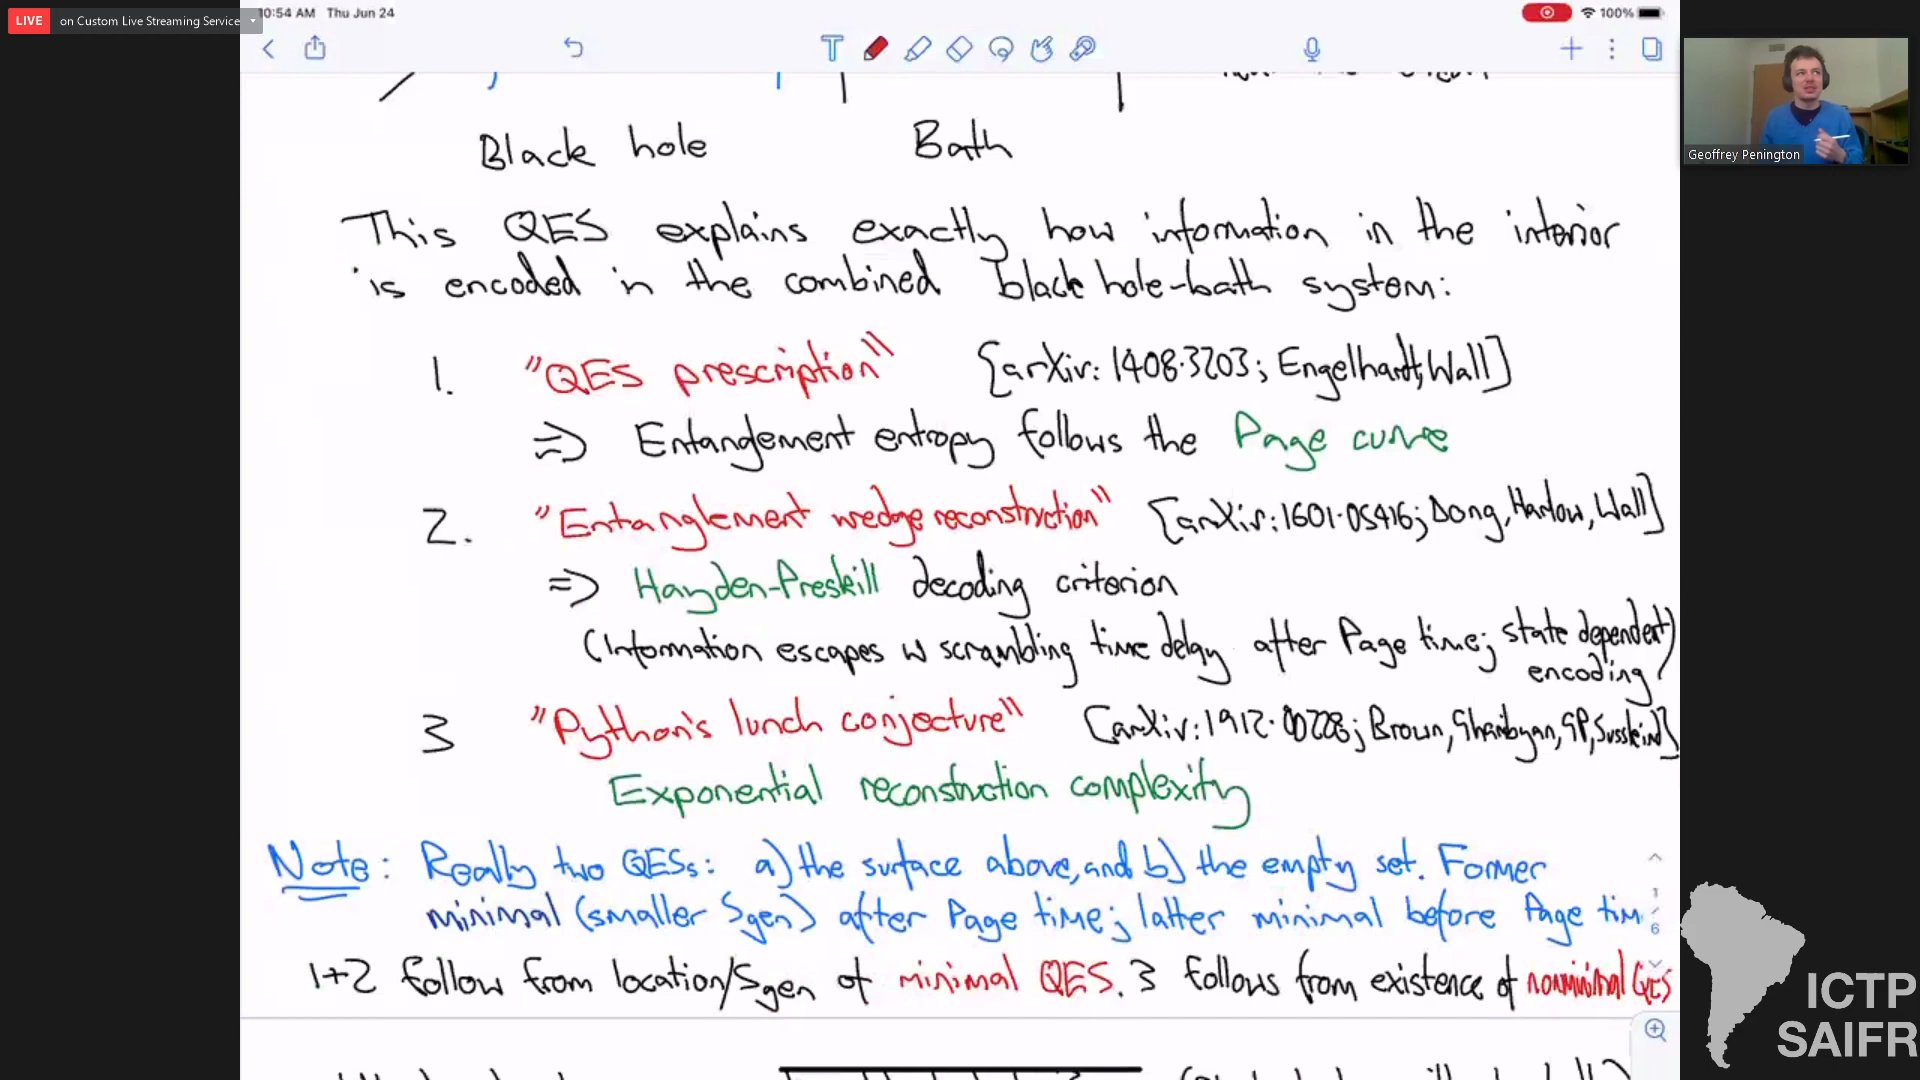 LIVE on Custom Live Streaming Service
10:54 AM Thu Jun 24
100%
Geoffrey Penington
Black hole Bath
This QES explains exactly how information in the interior
is encoded in the combined black hole-bath system:
1. "QES prescription" [arXiv: 1408.3203; Engelhardt, Wall]
⇒ Entanglement entropy follows the Page curve
2. "Entanglement wedge reconstruction" [arXiv: 1601.05416; Dong, Harlow, Wall]
⇒ Hayden-Preskill decoding criterion
(Information escapes w scrambling time delay after Page time; state dependent
encoding)
3 "Python's lunch conjecture" [arXiv: 1912.00228; Brown, Gharibyan, GP, Susskind]
Exponential reconstruction complexity
Note: Really two QESs: a) the surface above, and b) the empty set. Former
minimal (smaller Sgen) after Page time; latter minimal before Page tim
1+2 follow from location/Sgen of minimal QES. 3 follows from existence of nonminimal QES
1
6
ICTP
SAIFR